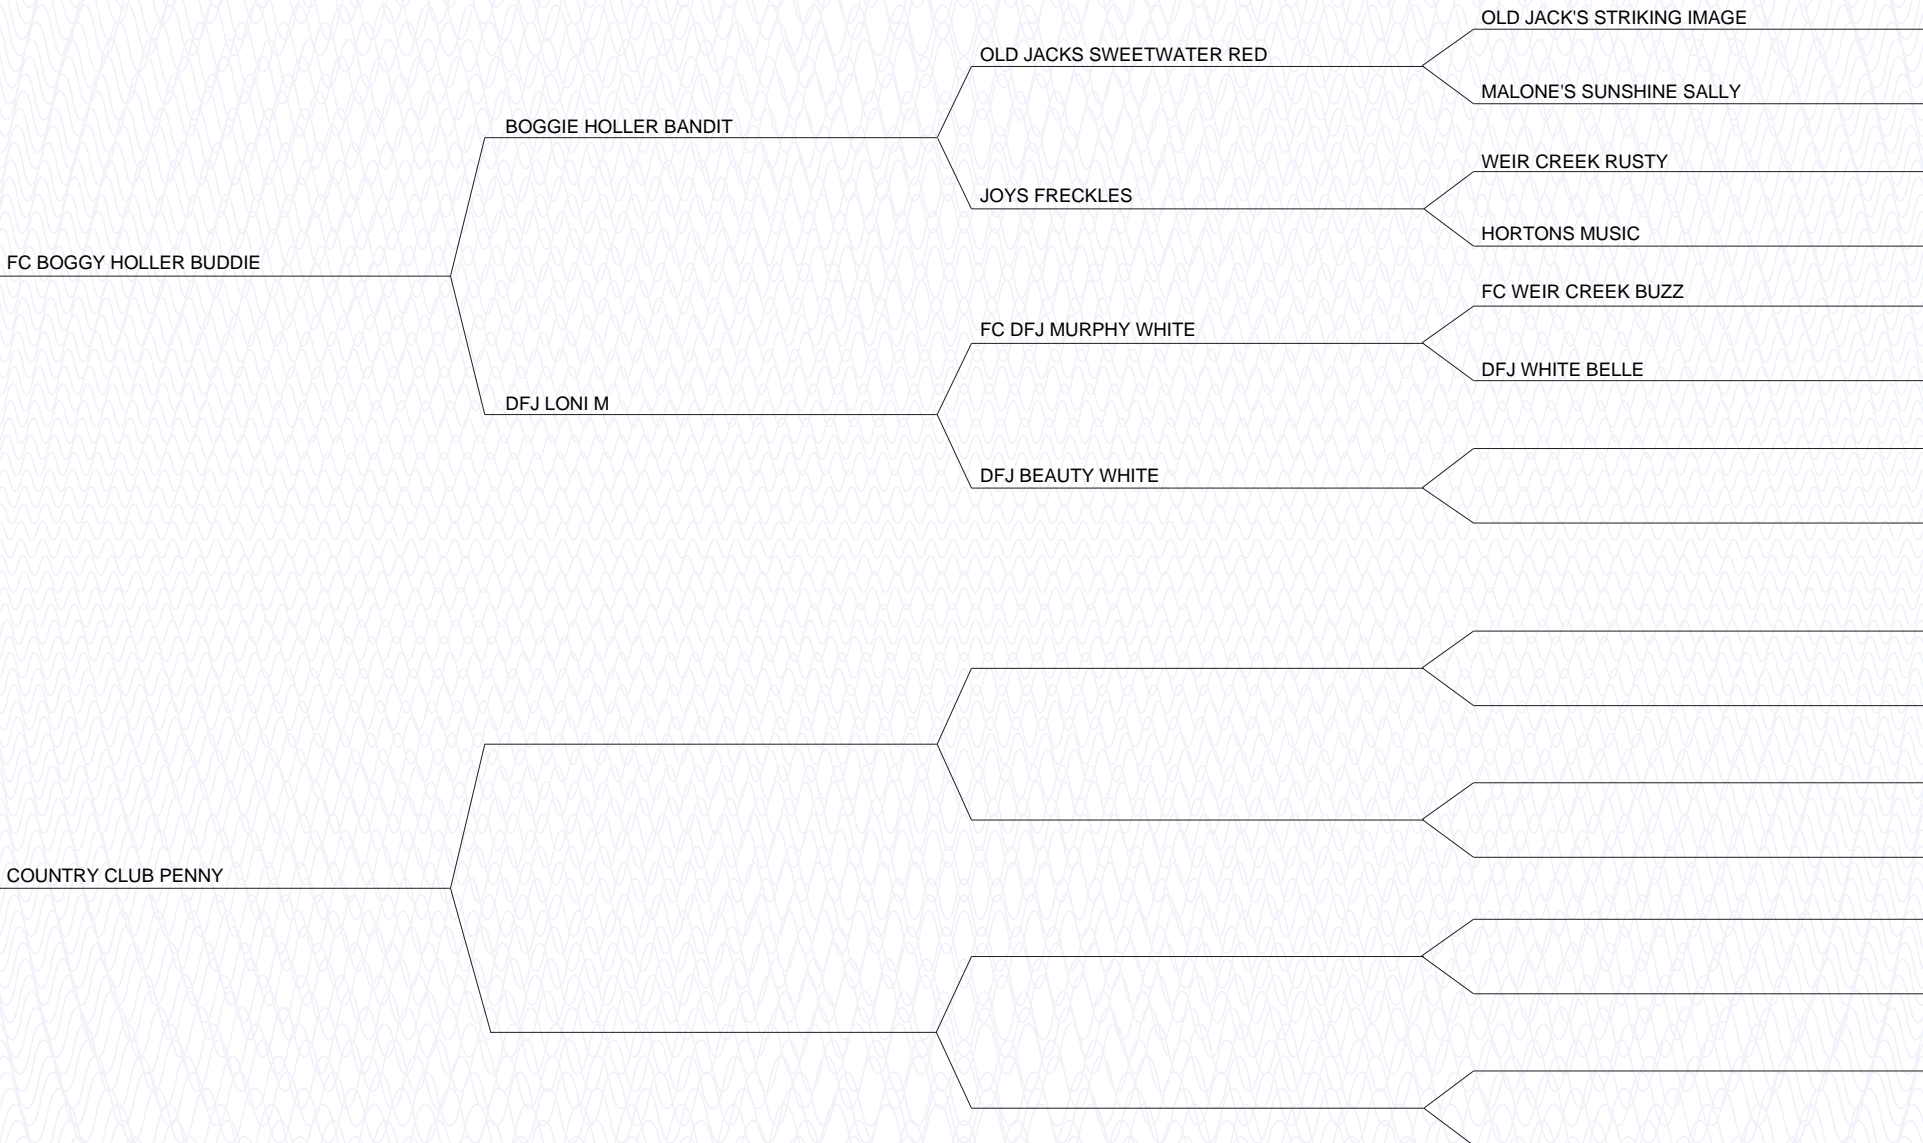 OLD JACK'S STRIKING IMAGE
OLD JACKS SWEETWATER RED
MALONE'S SUNSHINE SALLY
BOGGIE HOLLER BANDIT
WEIR CREEK RUSTY
JOYS FRECKLES
HORTONS MUSIC
FC BOGGY HOLLER BUDDIE
FC WEIR CREEK BUZZ
FC DFJ MURPHY WHITE
DFJ WHITE BELLE
DFJ LONI M
DFJ BEAUTY WHITE
COUNTRY CLUB PENNY